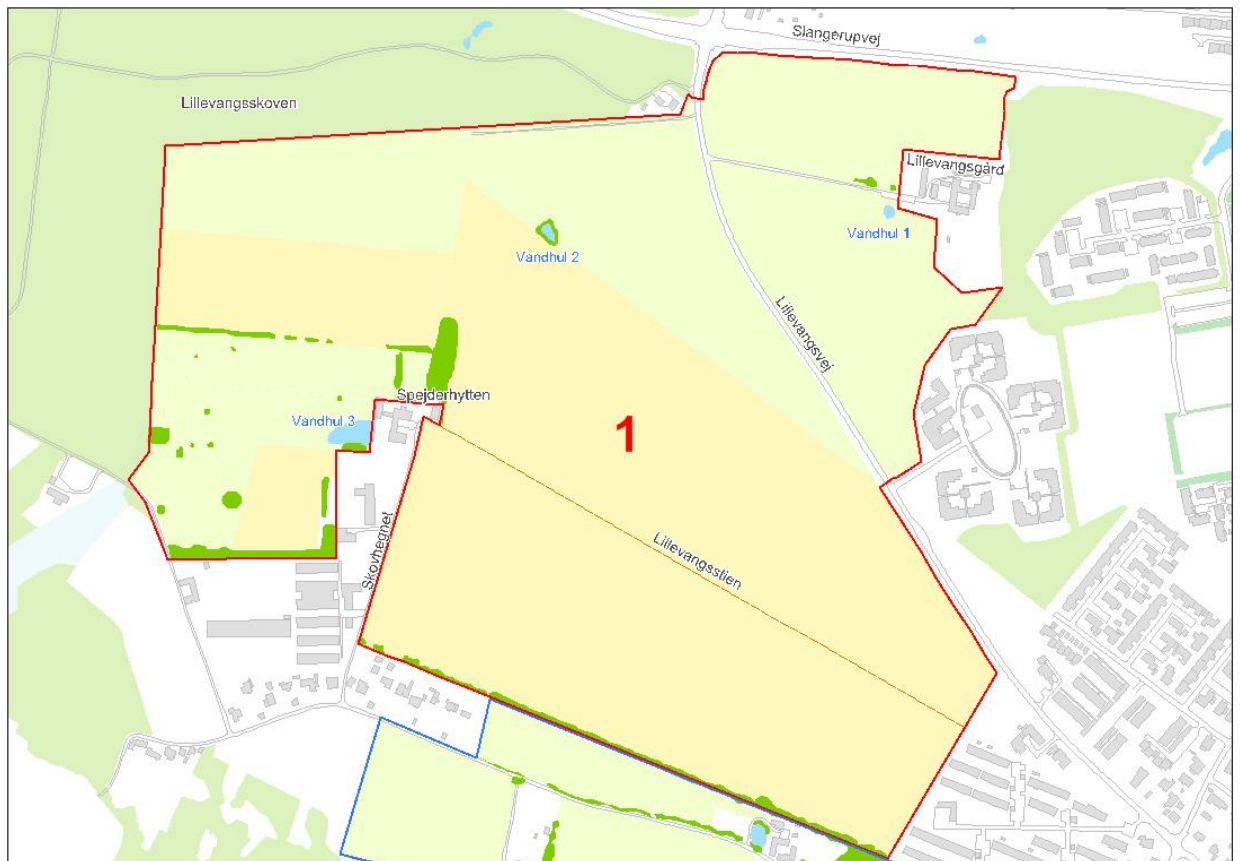 Slangerupvej
Lillevangsskoven
Lillevangsgård
Vandhul 1
Vandhul 2
Lillevangsvej
Spejderhytten
Vandhul 3
1
Skovhegnet
Lillevangsstien